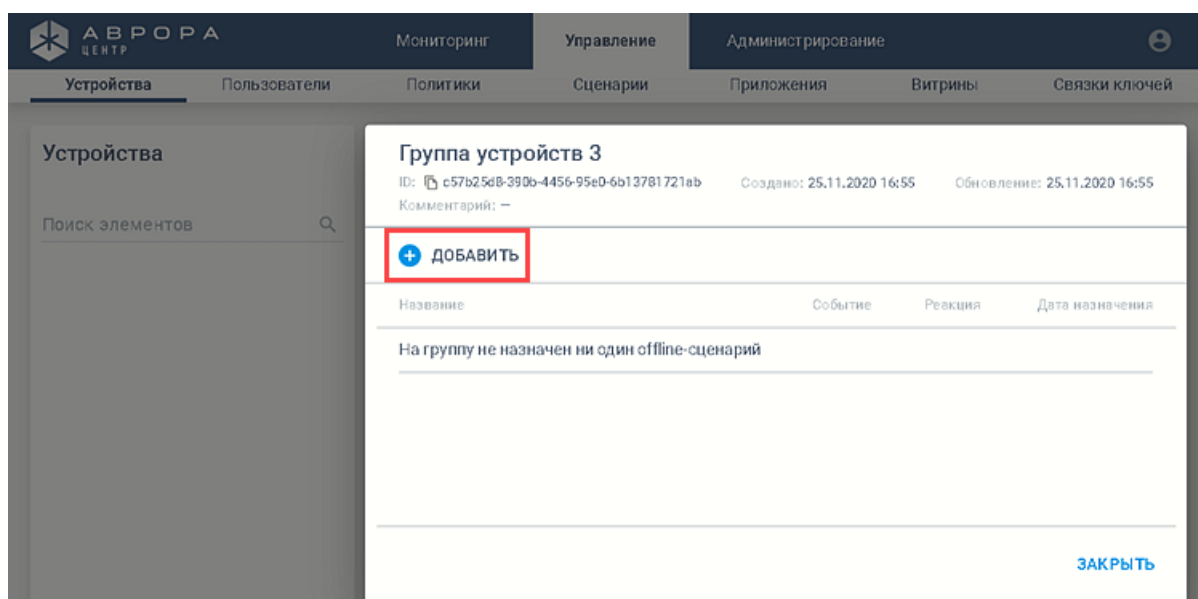 АВРОРА
ЦЕНТР
Мониторинг Управление Администрирование
Устройства Пользователи Политики Сценарии Приложения Витрины Связки ключей
Устройства
Поиск элементов
Группа устройств 3
ID: c57b25d8-390b-4456-95e0-6b13781721ab Создано: 25.11.2020 16:55 Обновление: 25.11.2020 16:55
Комментарий: —
ДОБАВИТЬ
Название Событие Реакция Дата назначения
На группу не назначен ни один offline-сценарий
ЗАКРЫТЬ